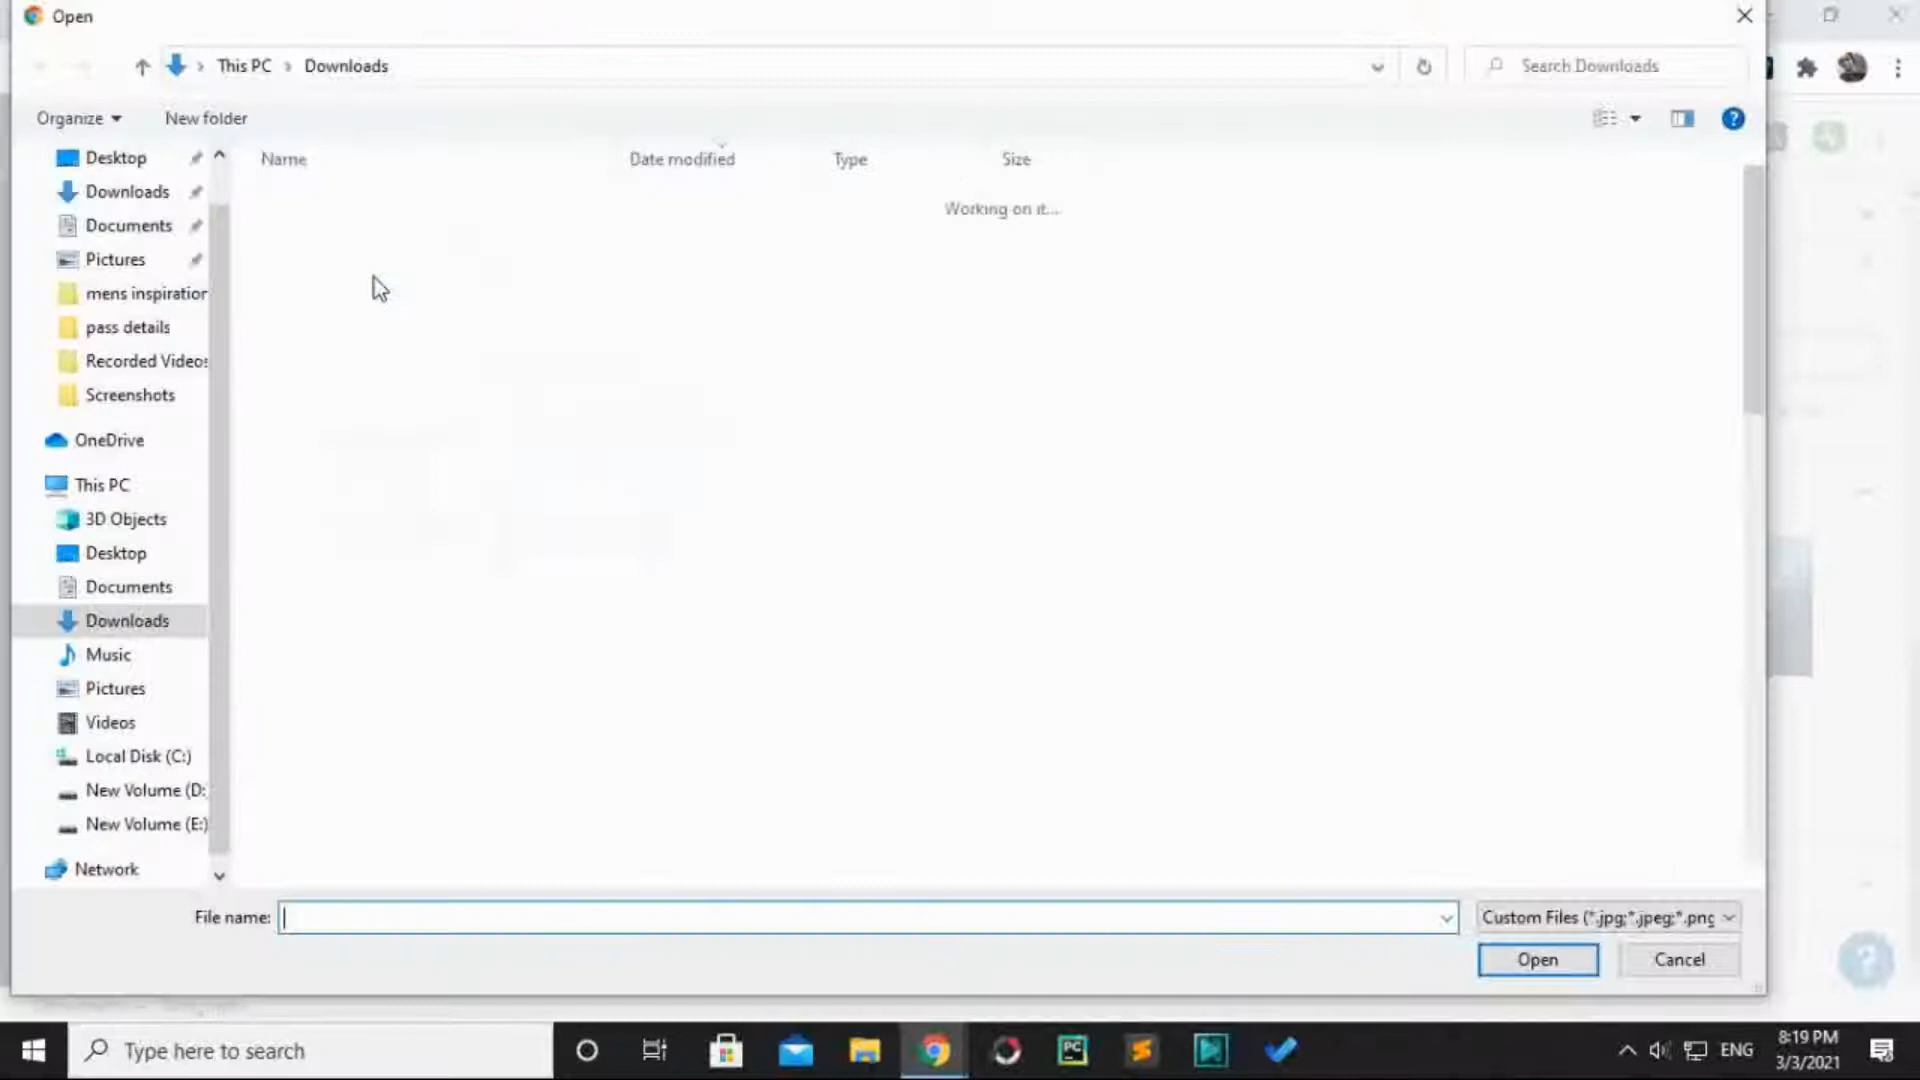 Open
This PC > Downloads
Search Downloads
Organize
New folder
Name
Date modified
Type
Size
Working on it...
Desktop
Downloads
Documents
Pictures
mens inspiration
pass details
Recorded Videos
Screenshots
OneDrive
This PC
3D Objects
Desktop
Documents
Downloads
Music
Pictures
Videos
Local Disk (C:)
New Volume (D:
New Volume (E:)
Network
File name:
Custom Files (*.jpg;*.jpeg;*.png
Open
Cancel
Type here to search
PC
ENG
8:19 PM
3/3/2021